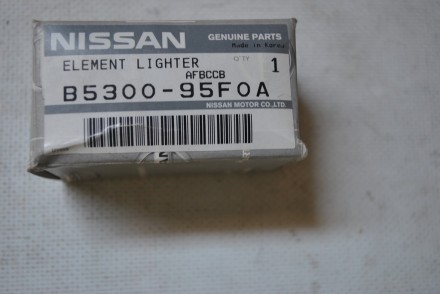 NISSAN
GENUINE PARTS
Made in Korea
ELEMENT LIGHTER
Q'TY 1
AFBCCB
B5300-95F0A
NISSAN MOTOR CO.,LTD.